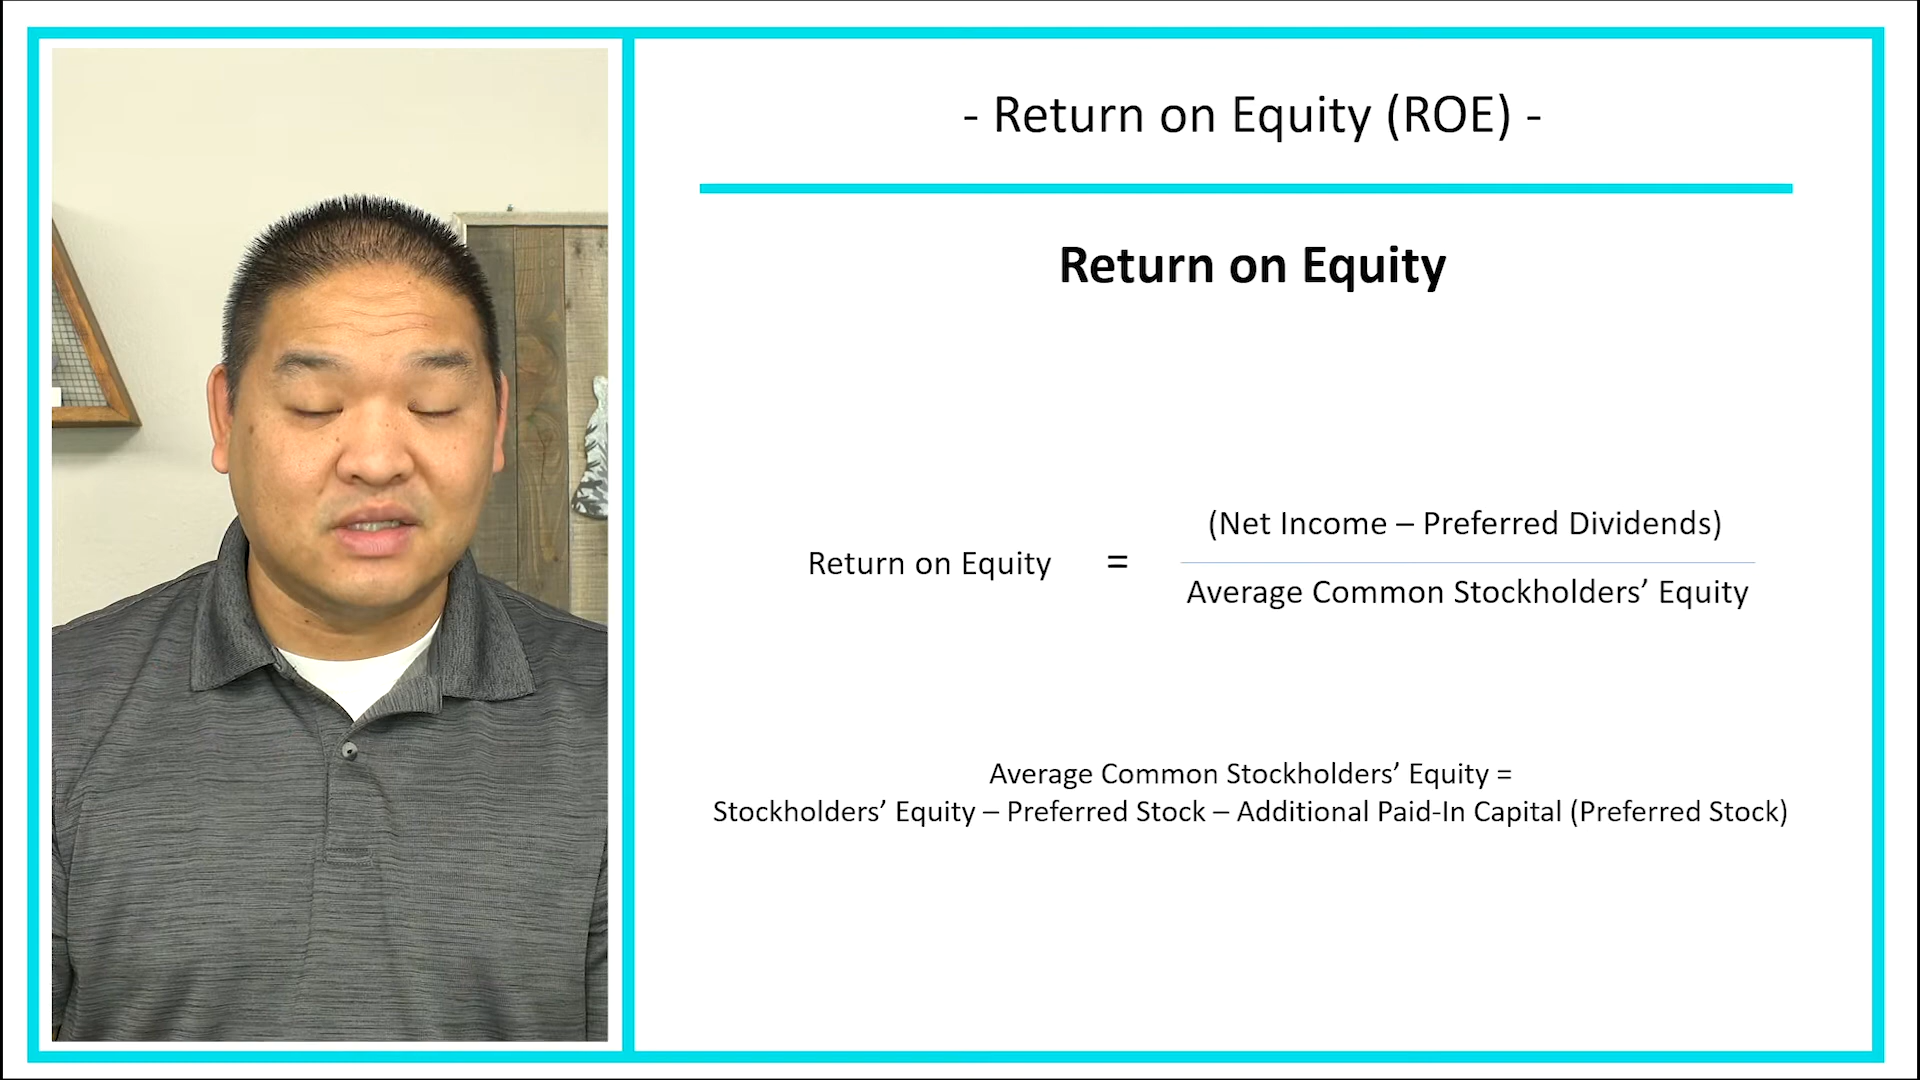 - Return on Equity (ROE) -
Return on Equity
Return on Equity = (Net Income – Preferred Dividends)
Average Common Stockholders’ Equity
Average Common Stockholders’ Equity =
Stockholders’ Equity – Preferred Stock – Additional Paid-In Capital (Preferred Stock)